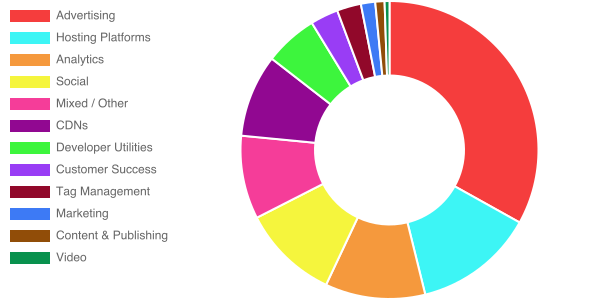 Advertising
Hosting Platforms
Analytics
Social
Mixed / Other
CDNs
Developer Utilities
Customer Success
Tag Management
Marketing
Content & Publishing
Video